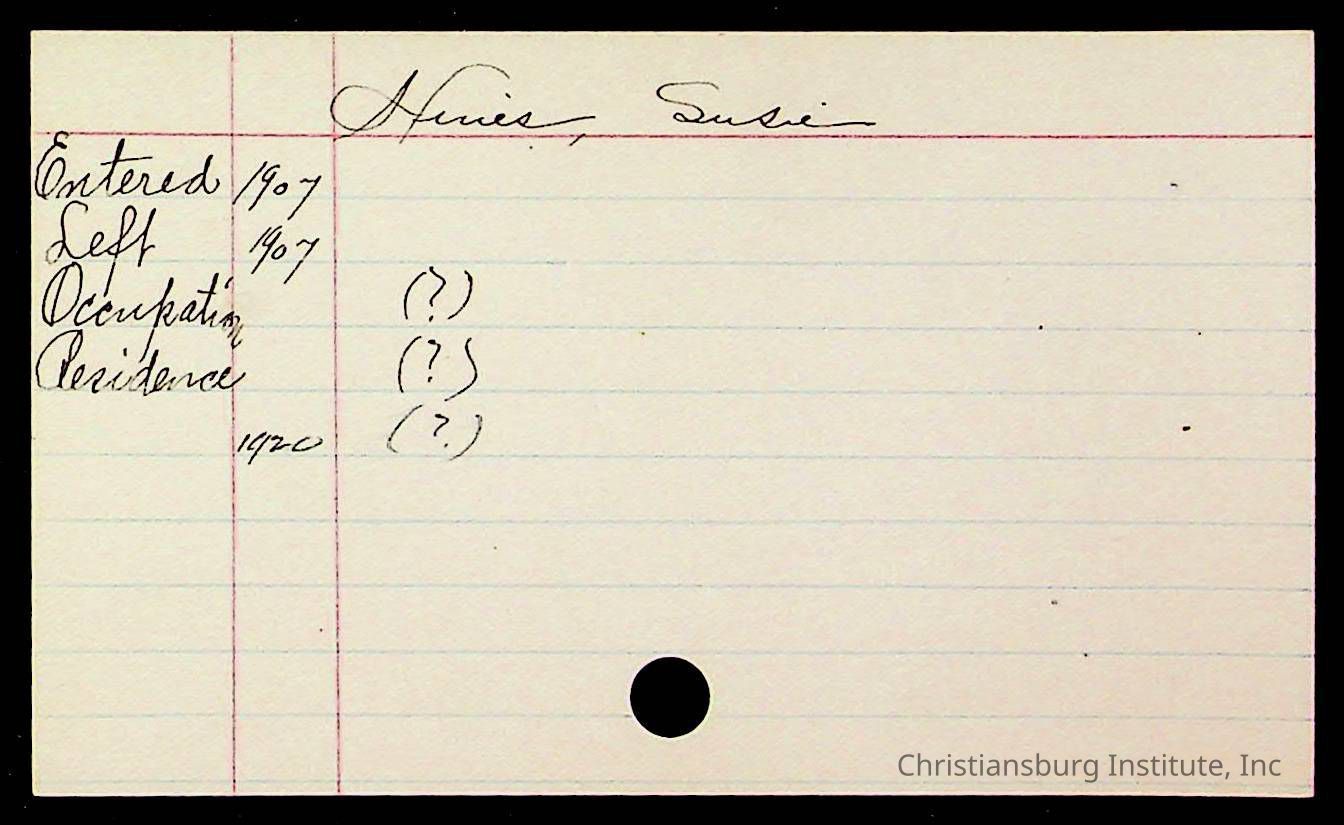 Hines, Susie
Entered 1907
Left 1907
Occupation (?)
Residence (?)
1920 (?)
Christiansburg Institute, Inc